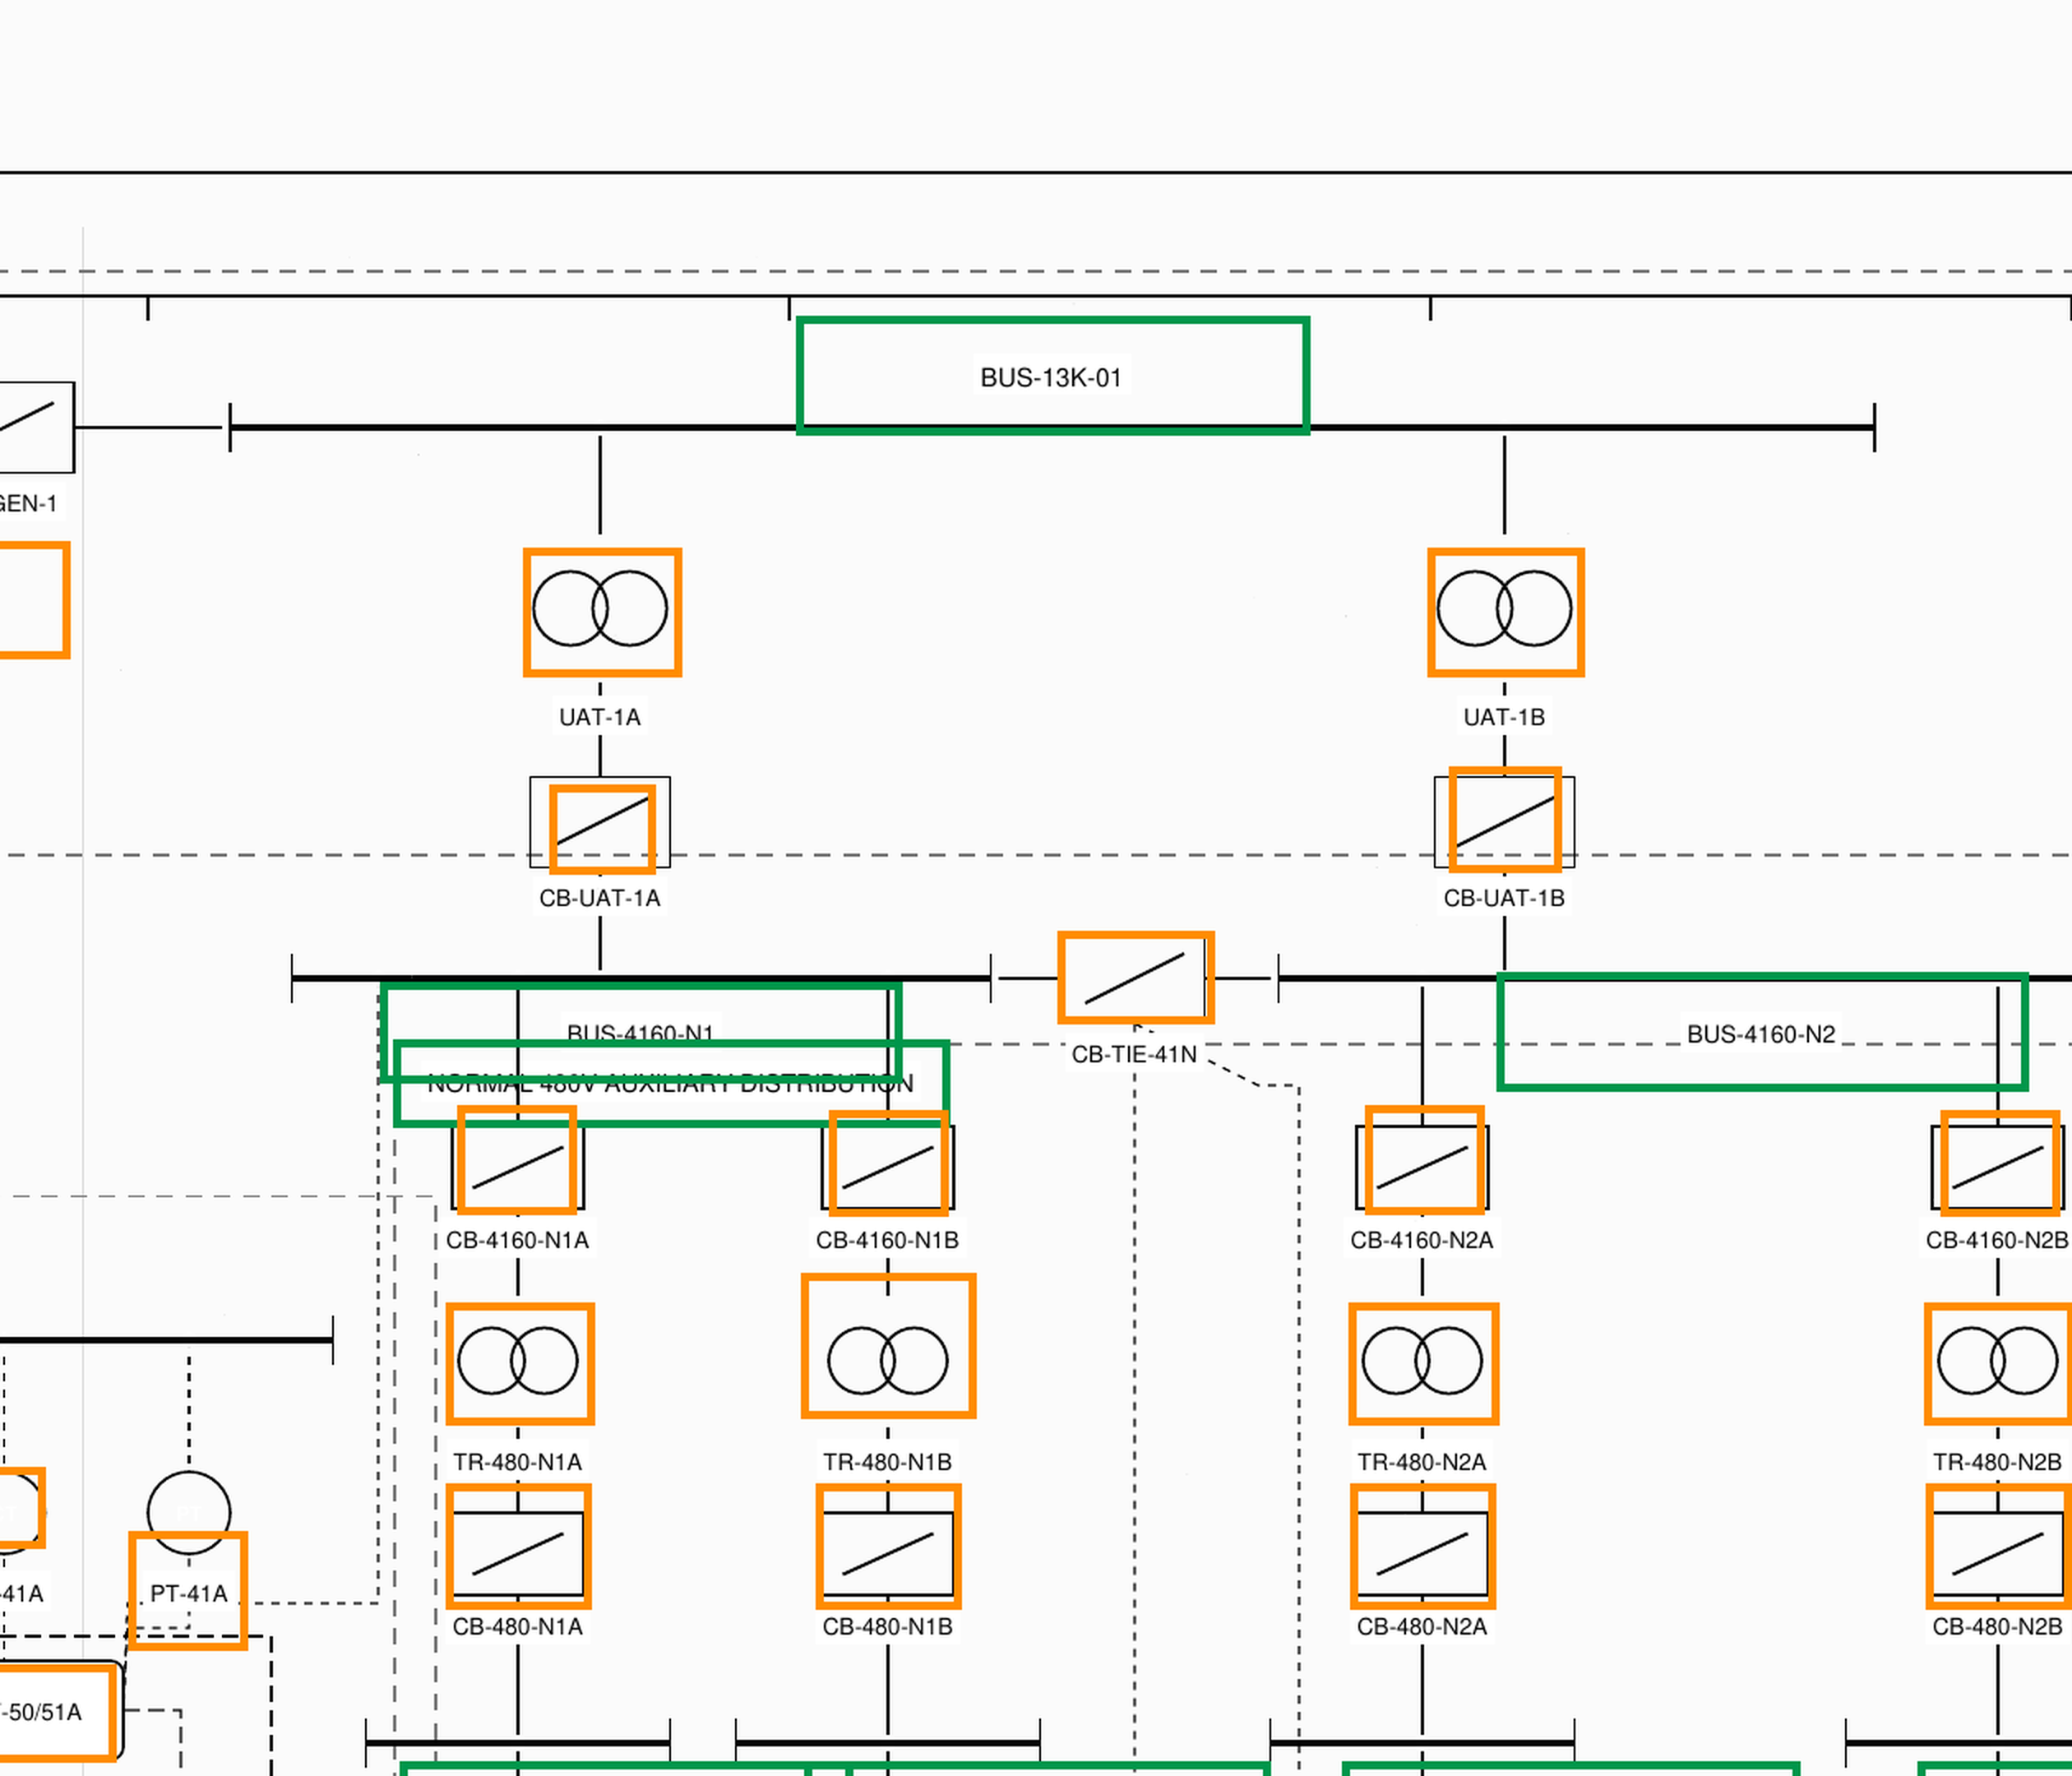 BUS-13K-01
GEN-1
UAT-1A
UAT-1B
CB-UAT-1A
CB-UAT-1B
BUS-4160-N1
BUS-4160-N2
CB-TIE-41N
NORMAL 480V AUXILIARY DISTRIBUTION
CB-4160-N1A
CB-4160-N1B
CB-4160-N2A
CB-4160-N2B
TR-480-N1A
TR-480-N1B
TR-480-N2A
TR-480-N2B
PT
-41A
PT-41A
CB-480-N1A
CB-480-N1B
CB-480-N2A
CB-480-N2B
-50/51A